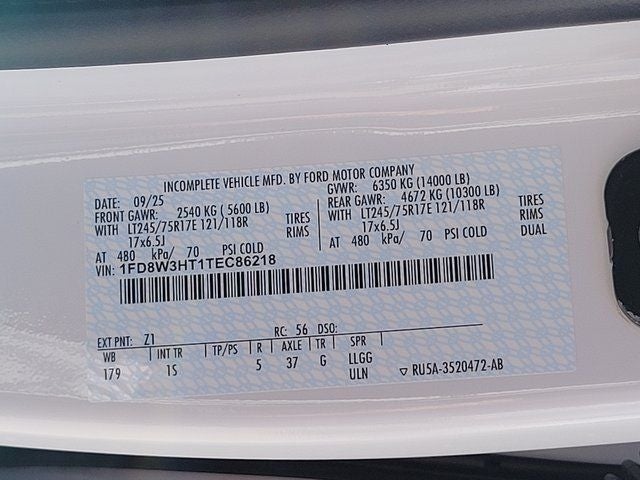 INCOMPLETE VEHICLE MFD. BY FORD MOTOR COMPANY
DATE: 09/25 GVWR: 6350 KG (14000 LB)
FRONT GAWR: 2540 KG ( 5600 LB) REAR GAWR: 4672 KG (10300 LB)
WITH LT245/75R17E 121/118R TIRES WITH LT245/75R17E 121/118R TIRES
17x6.5J RIMS 17x6.5J RIMS
AT 480 kPa/ 70 PSI COLD AT 480 kPa/ 70 PSI COLD DUAL
VIN: 1FD8W3HT1TEC86218
EXT PNT: Z1 RC: 56 DSO:
WB INT TR TP/PS R AXLE TR SPR
179 1S 5 37 G LLGG
ULN ▽ RU5A-3520472-AB